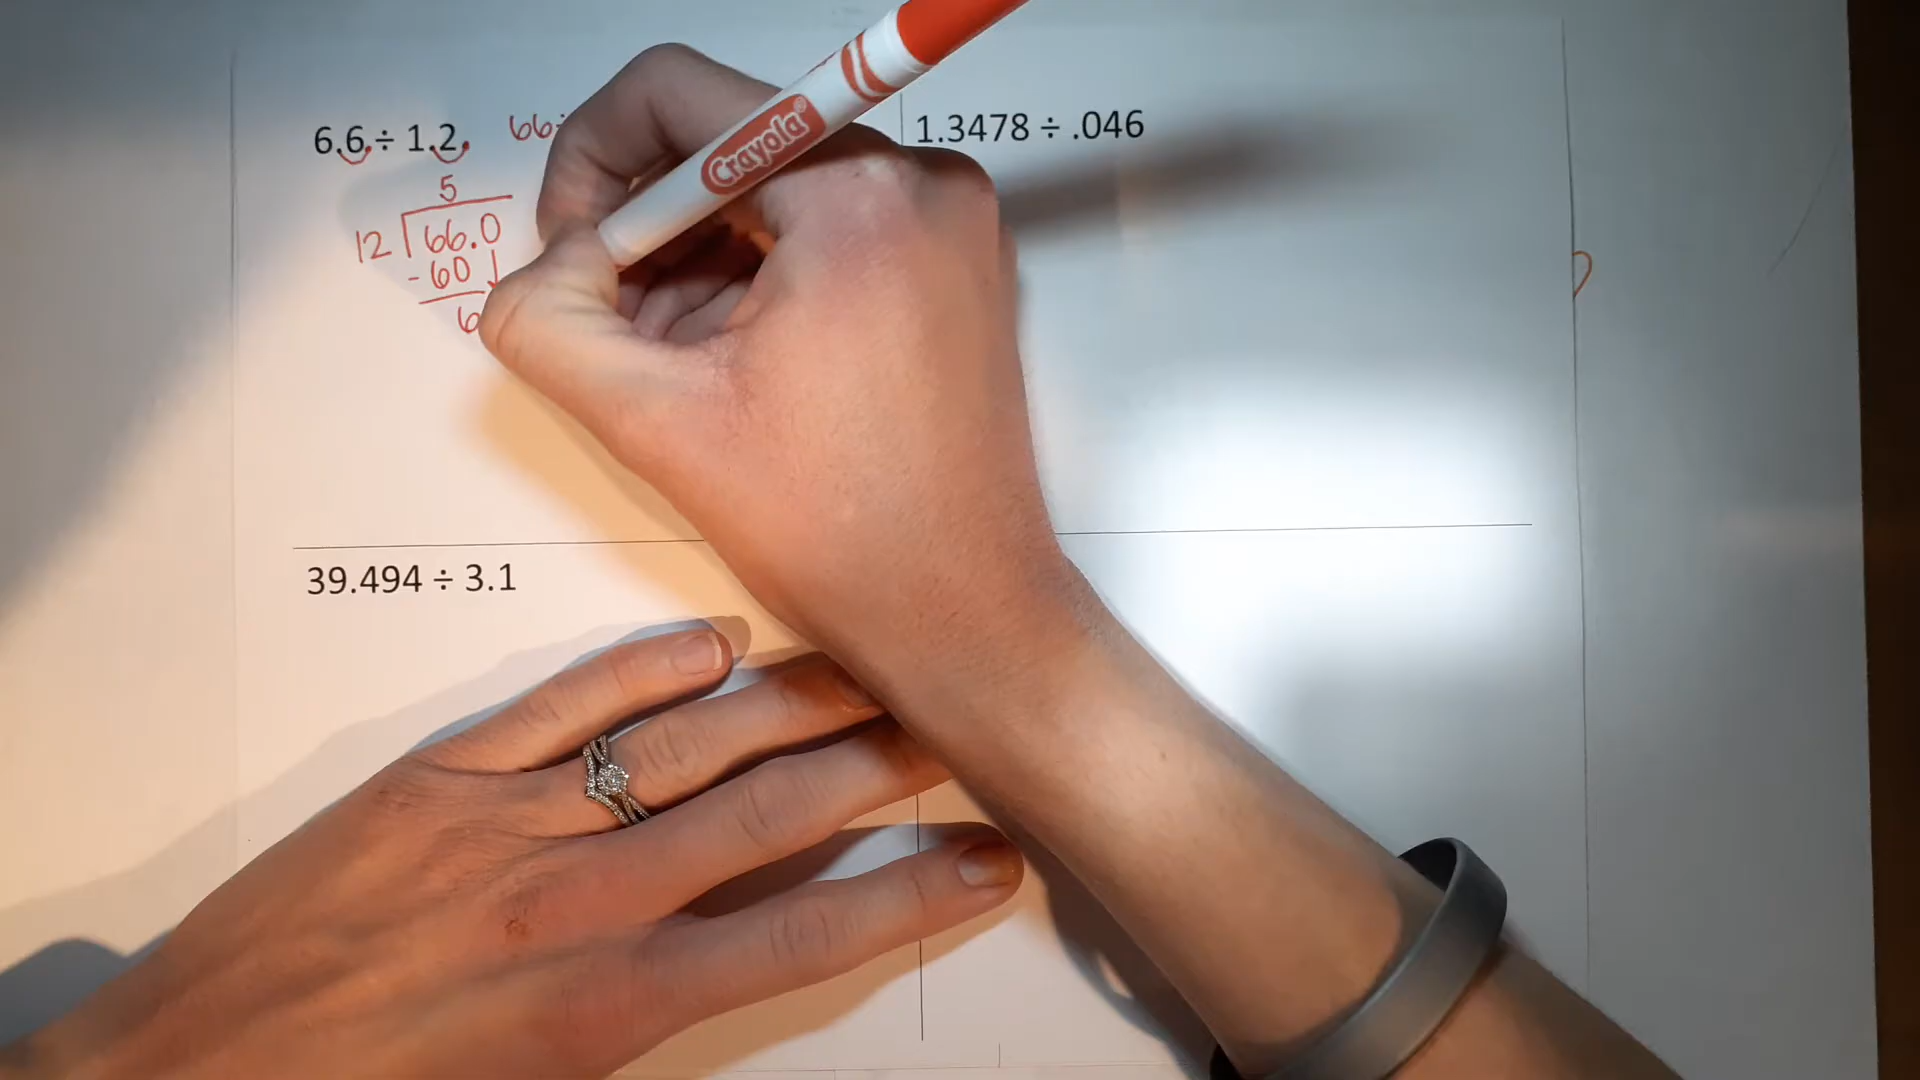 6.6 ÷ 1.2 66÷
5
12 66.0
- 60
6
1.3478 ÷ .046
39.494 ÷ 3.1
Crayola®